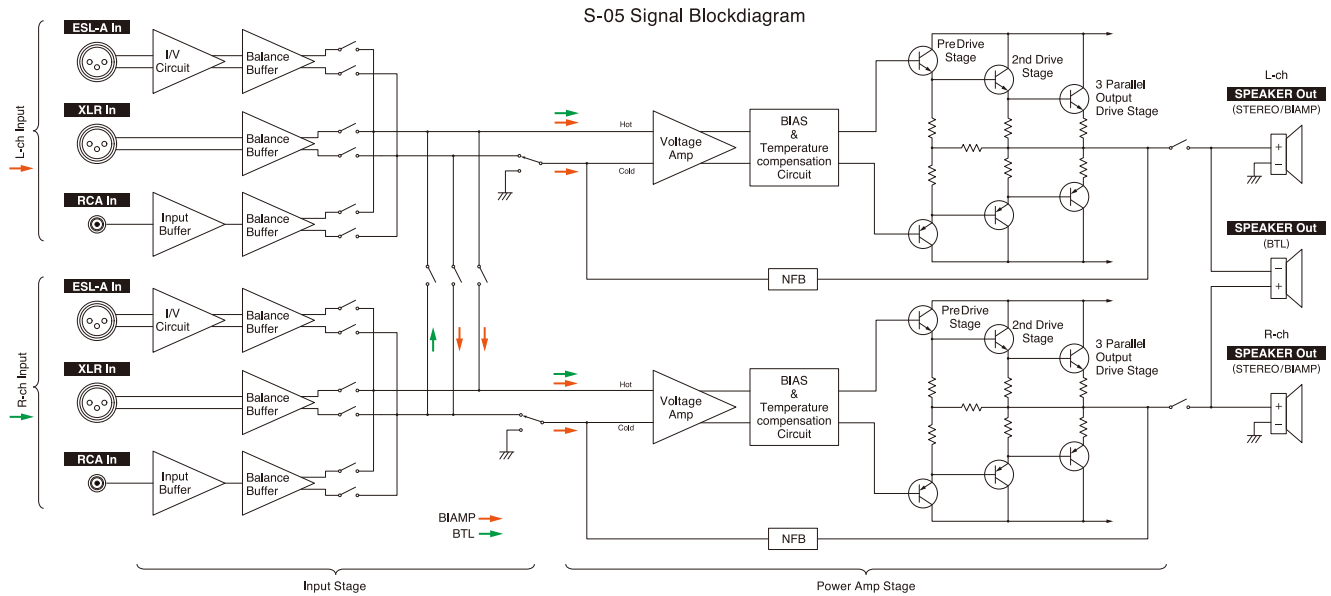 S-05 Signal Blockdiagram
L-ch Input
ESL-A In
I/V
Circuit
Balance
Buffer
XLR In
Balance
Buffer
RCA In
Input
Buffer
Balance
Buffer
Hot
Cold
Voltage
Amp
BIAS
&
Temperature
compensation
Circuit
PreDrive
Stage
2nd Drive
Stage
3 Parallel
Output
Drive Stage
NFB
L-ch
SPEAKER Out
(STEREO/BIAMP)
+
−
SPEAKER Out
(BTL)
−
+
R-ch Input
ESL-A In
I/V
Circuit
Balance
Buffer
XLR In
Balance
Buffer
RCA In
Input
Buffer
Balance
Buffer
Hot
Cold
Voltage
Amp
BIAS
&
Temperature
compensation
Circuit
PreDrive
Stage
2nd Drive
Stage
3 Parallel
Output
Drive Stage
NFB
R-ch
SPEAKER Out
(STEREO/BIAMP)
+
−
BIAMP
BTL
Input Stage
Power Amp Stage